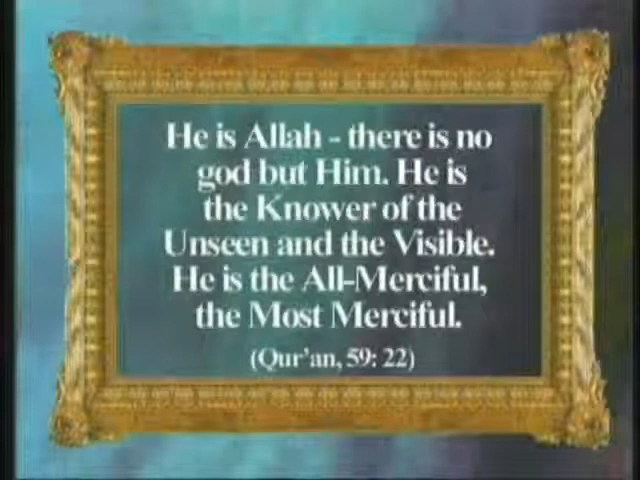 He is Allah - there is no
god but Him. He is
the Knower of the
Unseen and the Visible.
He is the All-Merciful,
the Most Merciful.
(Qur'an, 59: 22)